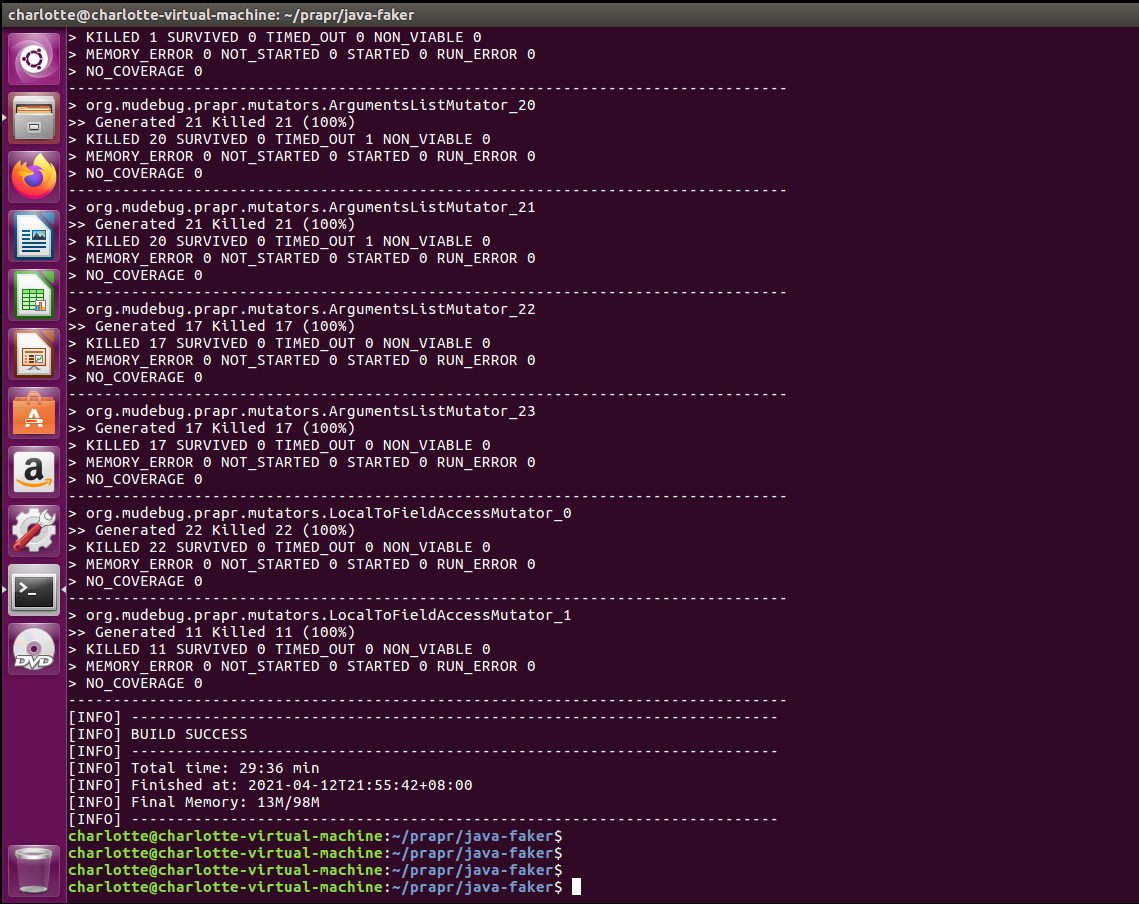 charlotte@charlotte-virtual-machine: ~/prapr/java-faker
> KILLED 1 SURVIVED 0 TIMED_OUT 0 NON_VIABLE 0
> MEMORY_ERROR 0 NOT_STARTED 0 STARTED 0 RUN_ERROR 0
> NO_COVERAGE 0
--------------------------------------------------------------------------------
> org.mudebug.prapr.mutators.ArgumentsListMutator_20
>> Generated 21 Killed 21 (100%)
> KILLED 20 SURVIVED 0 TIMED_OUT 1 NON_VIABLE 0
> MEMORY_ERROR 0 NOT_STARTED 0 STARTED 0 RUN_ERROR 0
> NO_COVERAGE 0
--------------------------------------------------------------------------------
> org.mudebug.prapr.mutators.ArgumentsListMutator_21
>> Generated 21 Killed 21 (100%)
> KILLED 20 SURVIVED 0 TIMED_OUT 1 NON_VIABLE 0
> MEMORY_ERROR 0 NOT_STARTED 0 STARTED 0 RUN_ERROR 0
> NO_COVERAGE 0
--------------------------------------------------------------------------------
> org.mudebug.prapr.mutators.ArgumentsListMutator_22
>> Generated 17 Killed 17 (100%)
> KILLED 17 SURVIVED 0 TIMED_OUT 0 NON_VIABLE 0
> MEMORY_ERROR 0 NOT_STARTED 0 STARTED 0 RUN_ERROR 0
> NO_COVERAGE 0
--------------------------------------------------------------------------------
> org.mudebug.prapr.mutators.ArgumentsListMutator_23
>> Generated 17 Killed 17 (100%)
> KILLED 17 SURVIVED 0 TIMED_OUT 0 NON_VIABLE 0
> MEMORY_ERROR 0 NOT_STARTED 0 STARTED 0 RUN_ERROR 0
> NO_COVERAGE 0
--------------------------------------------------------------------------------
> org.mudebug.prapr.mutators.LocalToFieldAccessMutator_0
>> Generated 22 Killed 22 (100%)
> KILLED 22 SURVIVED 0 TIMED_OUT 0 NON_VIABLE 0
> MEMORY_ERROR 0 NOT_STARTED 0 STARTED 0 RUN_ERROR 0
> NO_COVERAGE 0
--------------------------------------------------------------------------------
> org.mudebug.prapr.mutators.LocalToFieldAccessMutator_1
>> Generated 11 Killed 11 (100%)
> KILLED 11 SURVIVED 0 TIMED_OUT 0 NON_VIABLE 0
> MEMORY_ERROR 0 NOT_STARTED 0 STARTED 0 RUN_ERROR 0
> NO_COVERAGE 0
--------------------------------------------------------------------------------
[INFO] ------------------------------------------------------------------------
[INFO] BUILD SUCCESS
[INFO] ------------------------------------------------------------------------
[INFO] Total time: 29:36 min
[INFO] Finished at: 2021-04-12T21:55:42+08:00
[INFO] Final Memory: 13M/98M
[INFO] ------------------------------------------------------------------------
charlotte@charlotte-virtual-machine:~/prapr/java-faker$
charlotte@charlotte-virtual-machine:~/prapr/java-faker$
charlotte@charlotte-virtual-machine:~/prapr/java-faker$
charlotte@charlotte-virtual-machine:~/prapr/java-faker$
A
a
>_
DVD